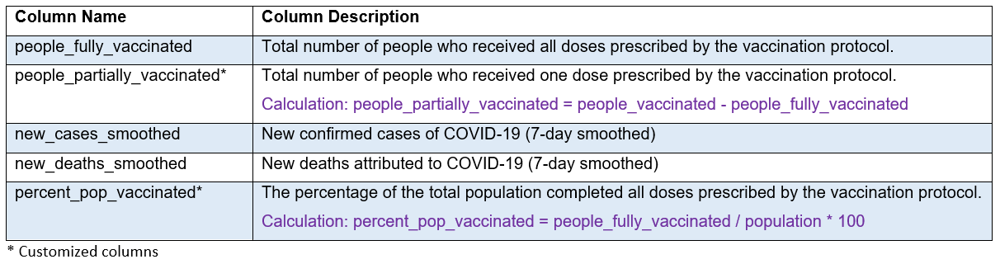 Column Name Column Description
people_fully_vaccinated Total number of people who received all doses prescribed by the vaccination protocol.
people_partially_vaccinated* Total number of people who received one dose prescribed by the vaccination protocol.
Calculation: people_partially_vaccinated = people_vaccinated - people_fully_vaccinated
new_cases_smoothed New confirmed cases of COVID-19 (7-day smoothed)
new_deaths_smoothed New deaths attributed to COVID-19 (7-day smoothed)
percent_pop_vaccinated* The percentage of the total population completed all doses prescribed by the vaccination protocol.
Calculation: percent_pop_vaccinated = people_fully_vaccinated / population * 100
* Customized columns